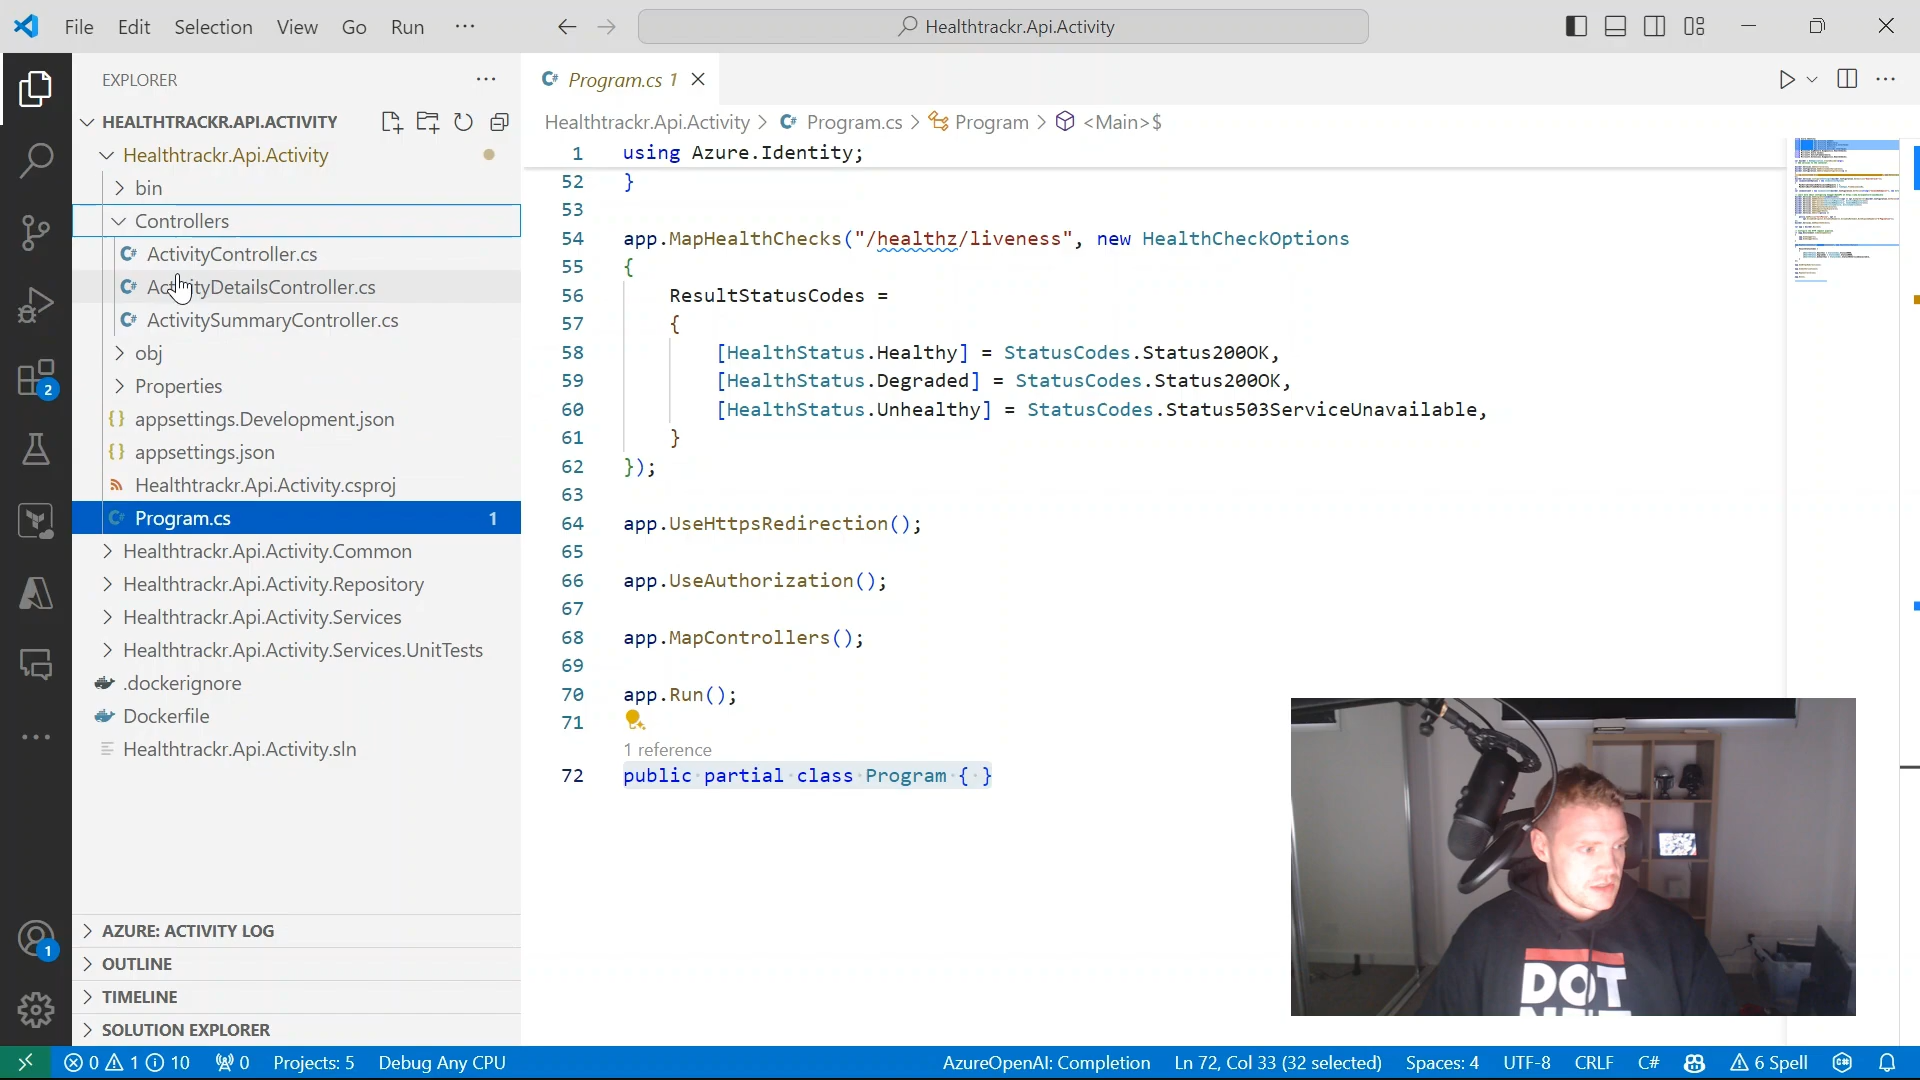 File Edit Selection View Go Run ···
Healthtrackr.Api.Activity
EXPLORER
HEALTHTRACKR.API.ACTIVITY
Healthtrackr.Api.Activity
bin
Controllers
ActivityController.cs
ActivityDetailsController.cs
ActivitySummaryController.cs
obj
Properties
appsettings.Development.json
appsettings.json
Healthtrackr.Api.Activity.csproj
Program.cs 1
Healthtrackr.Api.Activity.Common
Healthtrackr.Api.Activity.Repository
Healthtrackr.Api.Activity.Services
Healthtrackr.Api.Activity.Services.UnitTests
.dockerignore
Dockerfile
Healthtrackr.Api.Activity.sln
AZURE: ACTIVITY LOG
OUTLINE
TIMELINE
SOLUTION EXPLORER
2
1
C# Program.cs 1
Healthtrackr.Api.Activity > C# Program.cs > Program > <Main>$
1 using Azure.Identity;
52 }
53
54 app.MapHealthChecks("/healthz/liveness", new HealthCheckOptions
55 {
56 ResultStatusCodes =
57 {
58 [HealthStatus.Healthy] = StatusCodes.Status200OK,
59 [HealthStatus.Degraded] = StatusCodes.Status200OK,
60 [HealthStatus.Unhealthy] = StatusCodes.Status503ServiceUnavailable,
61 }
62 });
63
64 app.UseHttpsRedirection();
65
66 app.UseAuthorization();
67
68 app.MapControllers();
69
70 app.Run();
71
1 reference
72 public partial class Program { }
DOT
NET
0 1 10 0 Projects: 5 Debug Any CPU AzureOpenAI: Completion Ln 72, Col 33 (32 selected) Spaces: 4 UTF-8 CRLF C# 6 Spell